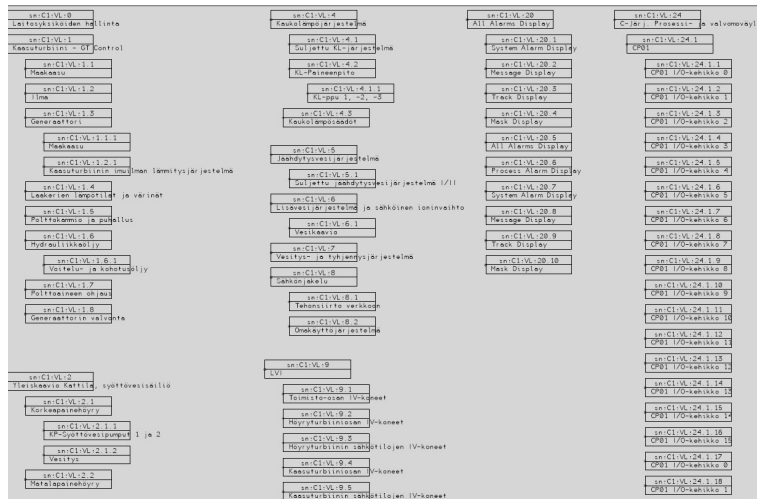 sn:C1:VL:0
Laitosyksiköiden hallinta
sn:C1:VL:1
Kaasuturbiini - GT Control
sn:C1:VL:1.1
Maakaasu
sn:C1:VL:1.2
Ilma
sn:C1:VL:1.3
Generaattori
sn:C1:VL:1.1.1
Maakaasu
sn:C1:VL:1.2.1
Kaasuturbiinin imuilman lämmitysjärjestelmä
sn:C1:VL:1.4
Laakerien lämpötilat ja värinät
sn:C1:VL:1.5
Polttokammio ja puhallus
sn:C1:VL:1.6
Hydrauliikkaöljy
sn:C1:VL:1.6.1
Voitelu- ja kohotusöljy
sn:C1:VL:1.7
Polttoaineen ohjaus
sn:C1:VL:1.8
Generaattorin valvonta
sn:C1:VL:2
Yleiskaavio Kattila, syöttövesisäiliö
sn:C1:VL:2.1
Korkeapainehöyry
sn:C1:VL:2.1.1
KP-Syöttövesipumput 1 ja 2
sn:C1:VL:2.1.2
Vesitys
sn:C1:VL:2.2
Matalapainehöyry
sn:C1:VL:4
Kaukolämpöjärjestelmä
sn:C1:VL:4.1
Suljettu KL-järjestelmä
sn:C1:VL:4.2
KL-Paineenpito
sn:C1:VL:4.1.1
KL-ppu 1, -2, -3
sn:C1:VL:4.3
Kaukolämpösäädöt
sn:C1:VL:5
Jäähdytysvesijärjestelmä
sn:C1:VL:5.1
Suljettu jäähdytysvesijärjestelmä I/II
sn:C1:VL:6
Lisävesijärjestelmä ja sähköinen ioninvaihto
sn:C1:VL:6.1
Vesikaavio
sn:C1:VL:7
Vesitys- ja tyhjennysjärjestelmä
sn:C1:VL:8
Sähkönjakelu
sn:C1:VL:8.1
Tehonsiirto verkkoon
sn:C1:VL:8.2
Omakäyttöjärjestelmä
sn:C1:VL:9
LVI
sn:C1:VL:9.1
Toimisto-osan IV-koneet
sn:C1:VL:9.2
Höyryturbiiniosan IV-koneet
sn:C1:VL:9.3
Höyryturbiinin sähkötilojen IV-koneet
sn:C1:VL:9.4
Kaasuturbiiniosan IV-koneet
sn:C1:VL:9.5
Kaasuturbiinin sähkötilojen IV-koneet
sn:C1:VL:20
All Alarms Display
sn:C1:VL:20.1
System Alarm Display
sn:C1:VL:20.2
Message Display
sn:C1:VL:20.3
Track Display
sn:C1:VL:20.4
Mask Display
sn:C1:VL:20.5
All Alarms Display
sn:C1:VL:20.6
Process Alarm Display
sn:C1:VL:20.7
System Alarm Display
sn:C1:VL:20.8
Message Display
sn:C1:VL:20.9
Track Display
sn:C1:VL:20.10
Mask Display
sn:C1:VL:24
C-Järj. Prosessi- ja valvomoväyl
sn:C1:VL:24.1
CP01
sn:C1:VL:24.1.1
CP01 I/O-kehikko 0
sn:C1:VL:24.1.2
CP01 I/O-kehikko 1
sn:C1:VL:24.1.3
CP01 I/O-kehikko 2
sn:C1:VL:24.1.4
CP01 I/O-kehikko 3
sn:C1:VL:24.1.5
CP01 I/O-kehikko 4
sn:C1:VL:24.1.6
CP01 I/O-kehikko 5
sn:C1:VL:24.1.7
CP01 I/O-kehikko 6
sn:C1:VL:24.1.8
CP01 I/O-kehikko 7
sn:C1:VL:24.1.9
CP01 I/O-kehikko 8
sn:C1:VL:24.1.10
CP01 I/O-kehikko 9
sn:C1:VL:24.1.11
CP01 I/O-kehikko 10
sn:C1:VL:24.1.12
CP01 I/O-kehikko 11
sn:C1:VL:24.1.13
CP01 I/O-kehikko 12
sn:C1:VL:24.1.14
CP01 I/O-kehikko 13
sn:C1:VL:24.1.15
CP01 I/O-kehikko 14
sn:C1:VL:24.1.16
CP01 I/O-kehikko 15
sn:C1:VL:24.1.17
CP01 I/O-kehikko 0
sn:C1:VL:24.1.18
CP01 I/O-kehikko 1